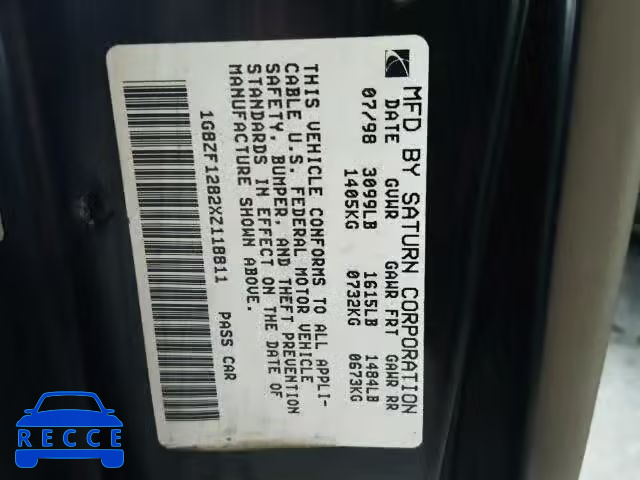 MFD BY SATURN CORPORATION
DATE GVWR GAWR FRT GAWR RR
07/98 3099LB 1615LB 1484LB
1405KG 0732KG 0673KG
THIS VEHICLE CONFORMS TO ALL APPLI-
CABLE U.S. FEDERAL MOTOR VEHICLE
SAFETY, BUMPER, AND THEFT PREVENTION
STANDARDS IN EFFECT ON THE DATE OF
MANUFACTURE SHOWN ABOVE.
1G8ZF1282XZ118811 PASS CAR
RECCE